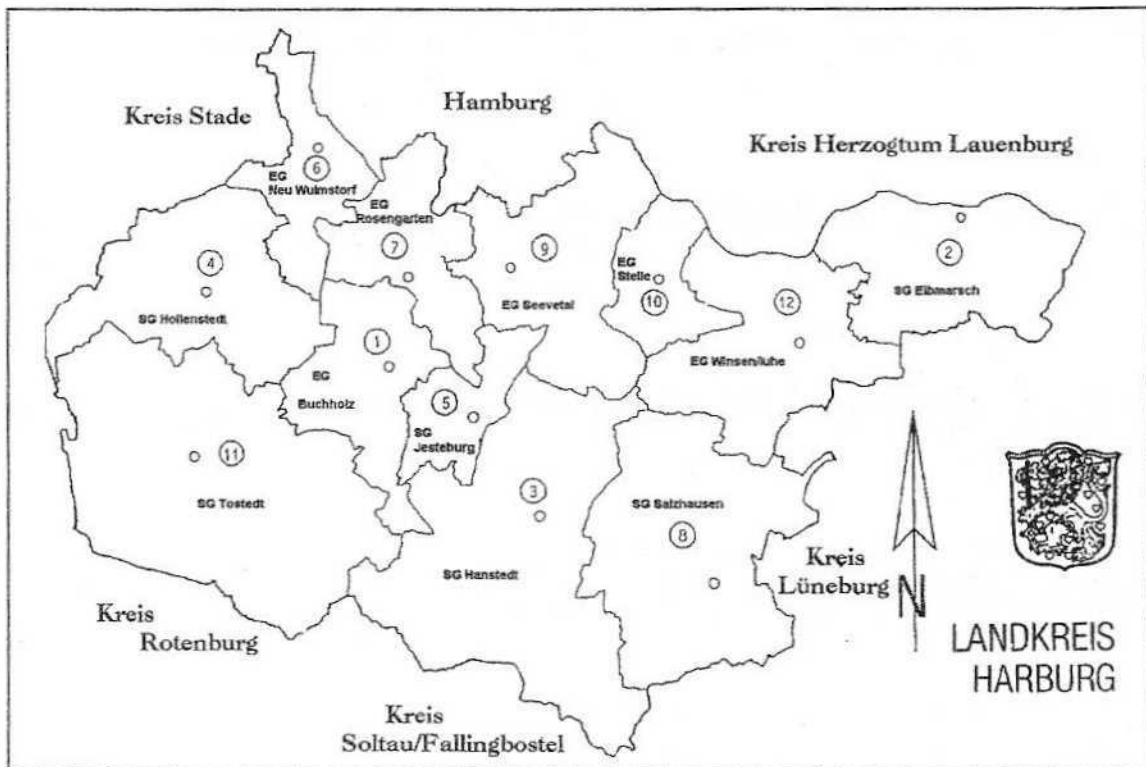 Kreis Stade
Hamburg
Kreis Herzogtum Lauenburg
6
EG
Neu Wulmstorf
EG
Rosengarten
7
4
SG Hollenstedt
9
EG Seevetal
EG
Stelle
10
12
EG Winsen/luhe
2
SG Elbmarsch
1
EG
Buchholz
5
SG
Jesteburg
11
SG Tostedt
3
SG Hanstedt
SG Salzhausen
8
Kreis
Lüneburg
N
Kreis
Rotenburg
Kreis
Soltau/Fallingbostel
LANDKREIS
HARBURG